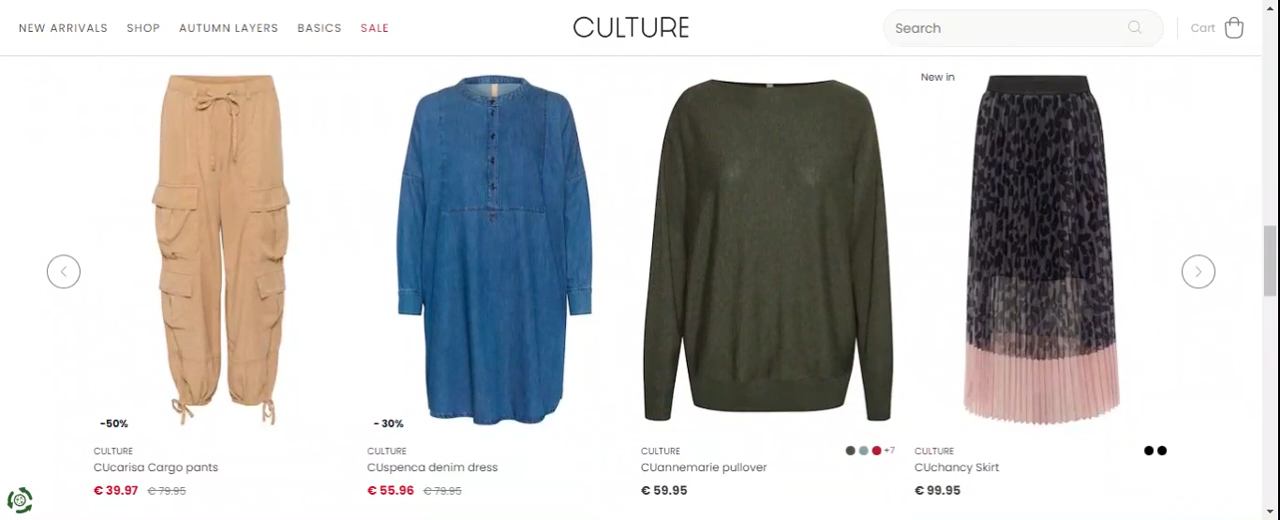 NEW ARRIVALS SHOP AUTUMN LAYERS BASICS SALE CULTURE Search Cart
New in
-50% - 30%
CULTURE CULTURE CULTURE +7 CULTURE
CUcarisa Cargo pants CUspenca denim dress CUannemarie pullover CUchancy Skirt
€ 39.97 € 79.95 € 55.96 € 79.95 € 59.95 € 99.95